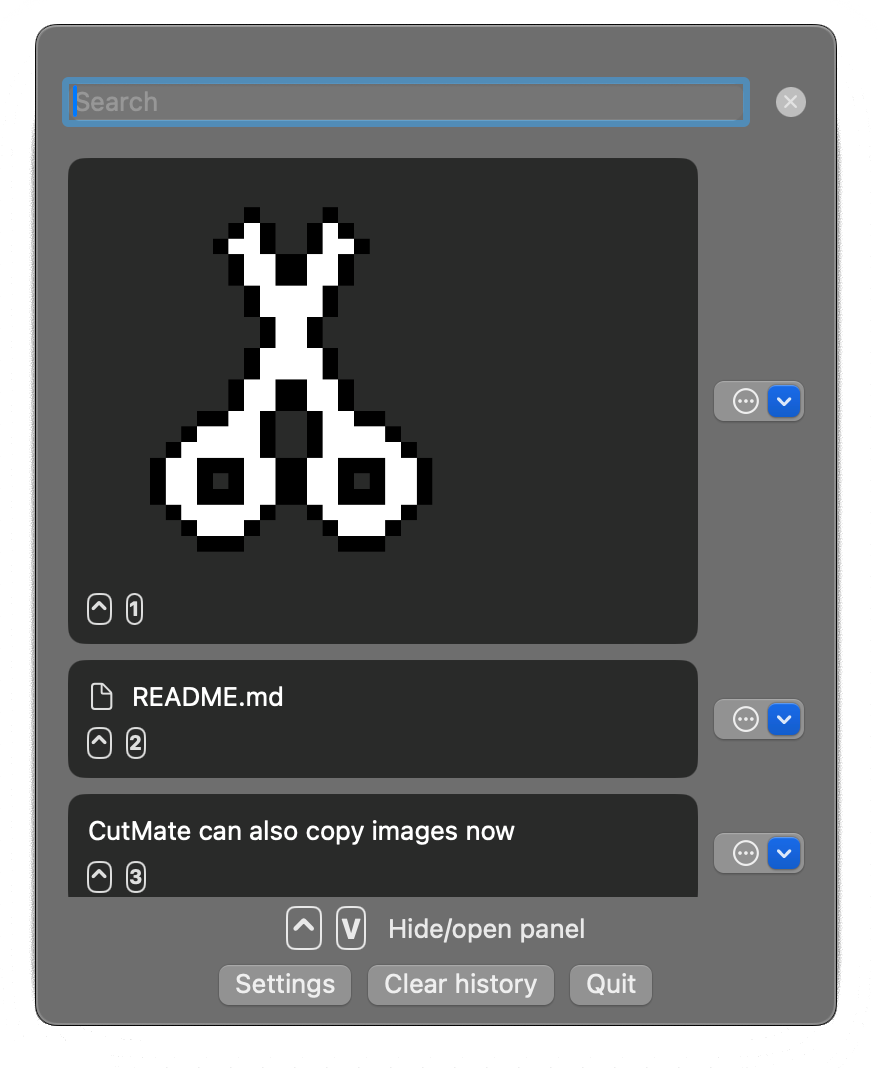 Search
^ 1
README.md
^ 2
CutMate can also copy images now
^ 3
^ V Hide/open panel
Settings Clear history Quit